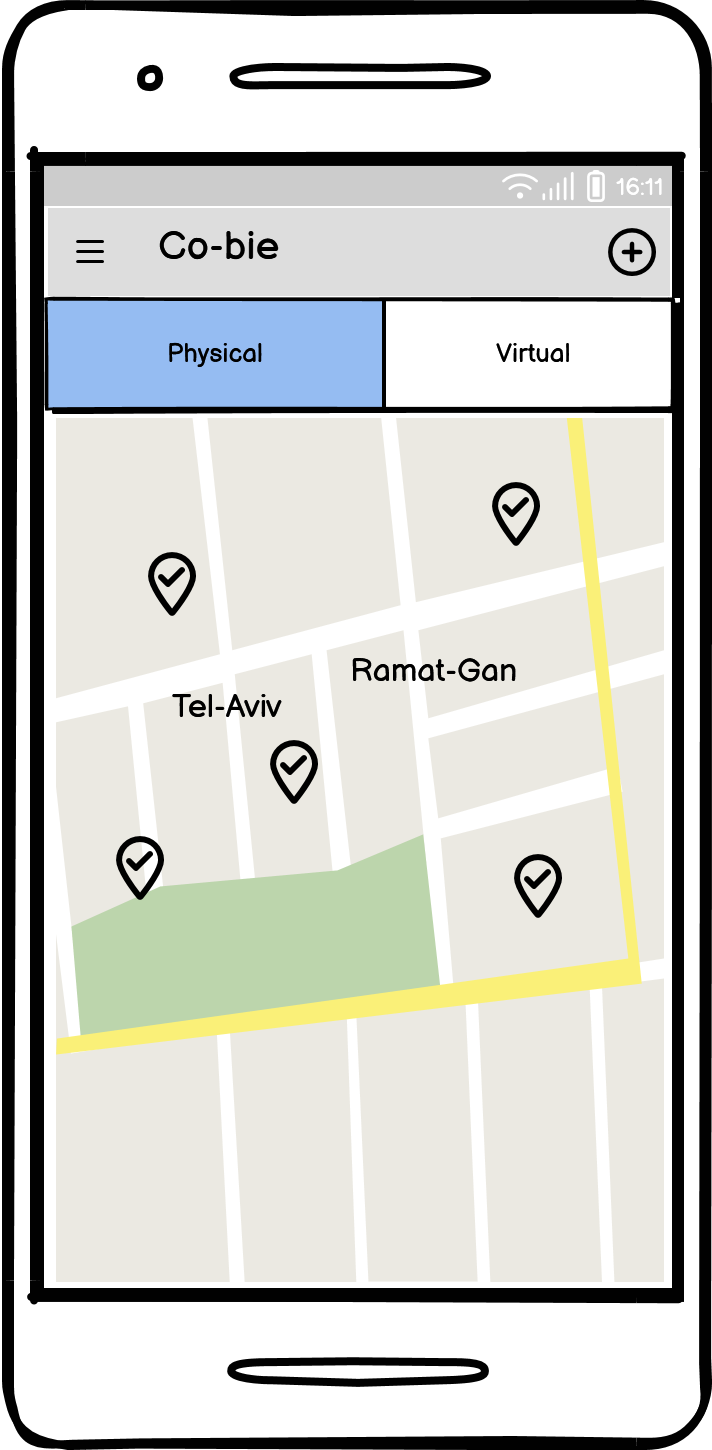 16:11
Co-bie
Physical
Virtual
Ramat-Gan
Tel-Aviv